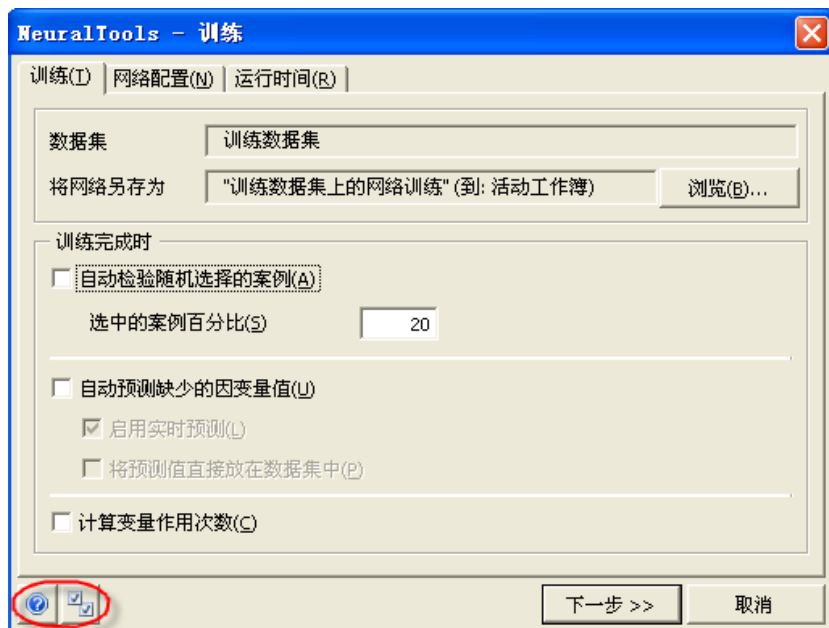 NeuralTools - 训练
训练(T) 网络配置(N) 运行时间(R)
数据集 训练数据集
将网络另存为 "训练数据集上的网络训练" (到: 活动工作簿) 浏览(B)...
训练完成时
自动检验随机选择的案例(A)
选中的案例百分比(S) 20
自动预测缺少的因变量值(U)
启用实时预测(L)
将预测值直接放在数据集中(P)
计算变量作用次数(C)
下一步 >> 取消